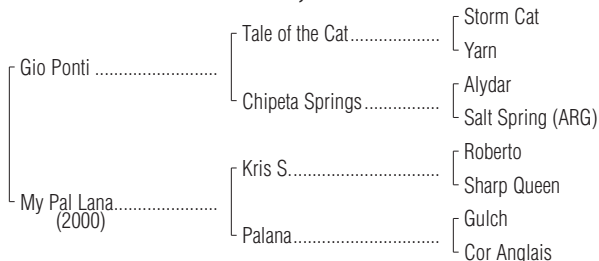 Storm Cat
Tale of the Cat....................
Yarn
Gio Ponti ..........................
Alydar
Chipeta Springs.................
Salt Spring (ARG)
Roberto
Kris S.................................
Sharp Queen
My Pal Lana......................
(2000)
Gulch
Palana.................................
Cor Anglais